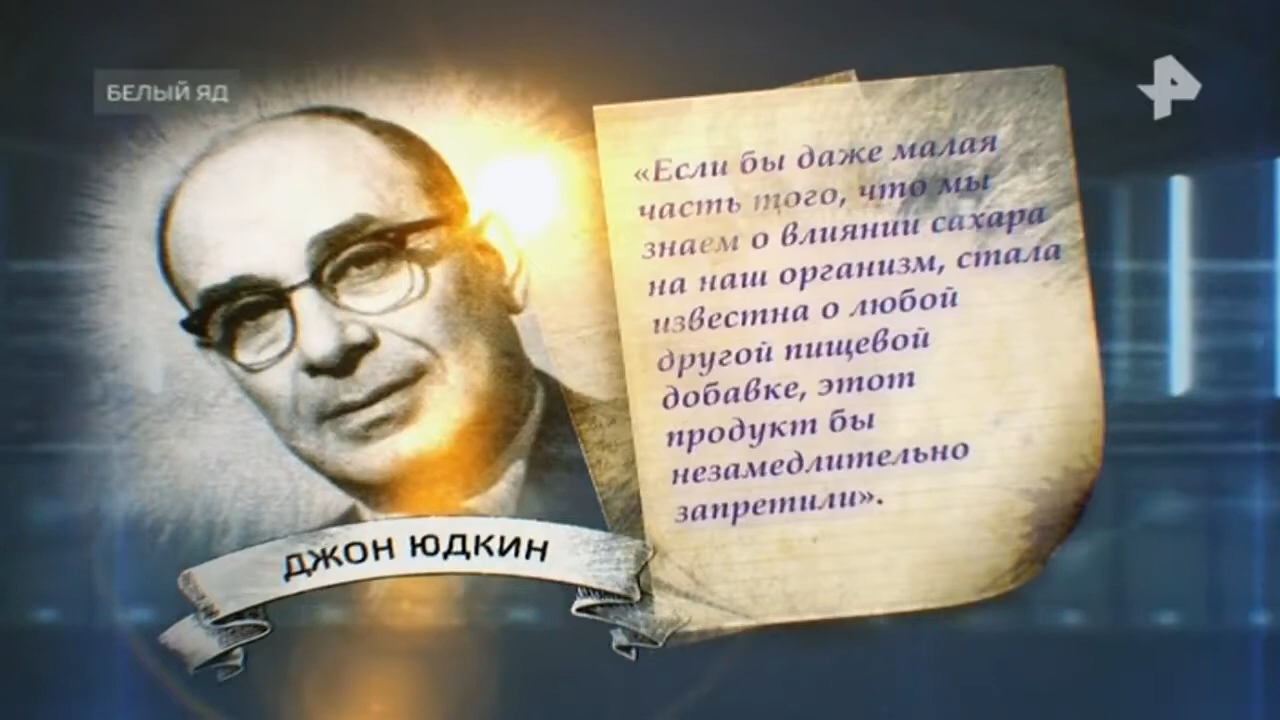 БЕЛЫЙ ЯД
«Если бы даже малая
часть того, что мы
знаем о влиянии сахара
на наш организм, стала
известна о любой
другой пищевой
добавке, этот
продукт бы
незамедлительно
запретили».
ДЖОН ЮДКИН